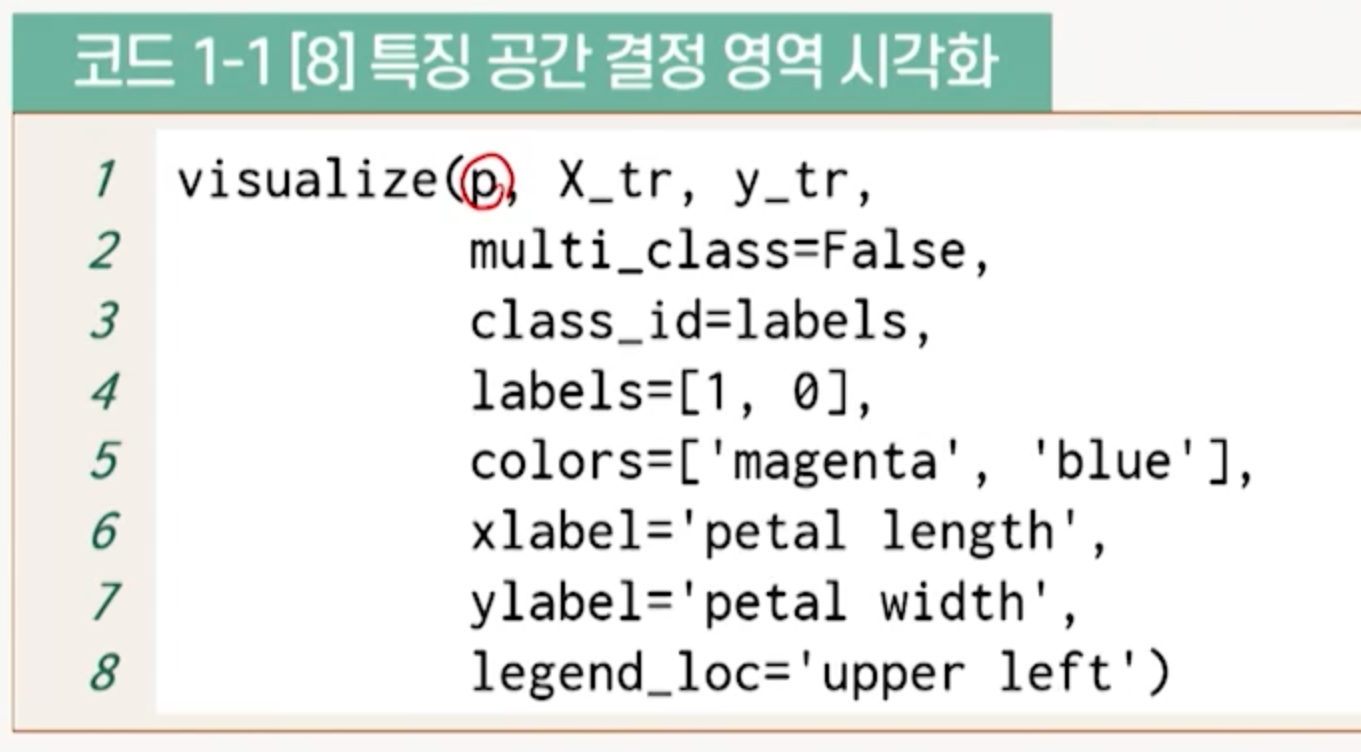 코드 1-1 [8] 특징 공간 결정 영역 시각화
1 visualize(p, X_tr, y_tr,
2 multi_class=False,
3 class_id=labels,
4 labels=[1, 0],
5 colors=['magenta', 'blue'],
6 xlabel='petal length',
7 ylabel='petal width',
8 legend_loc='upper left')